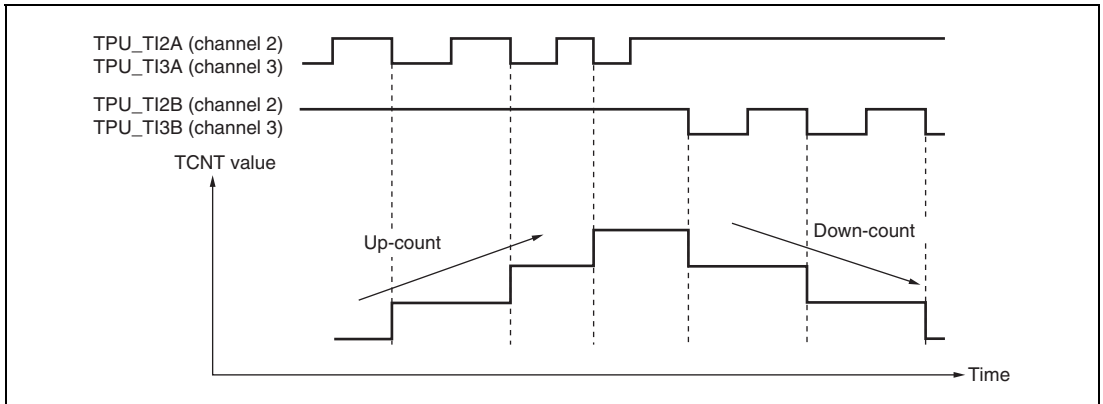 TPU_TI2A (channel 2)
TPU_TI3A (channel 3)
TPU_TI2B (channel 2)
TPU_TI3B (channel 3)
TCNT value
Up-count
Down-count
Time